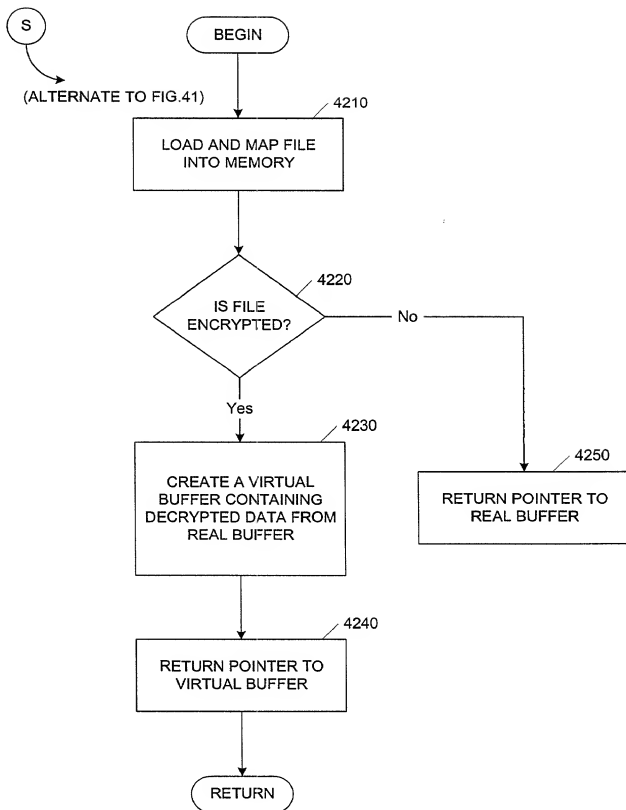 S
BEGIN
(ALTERNATE TO FIG.41)
4210
LOAD AND MAP FILE
INTO MEMORY
4220
IS FILE
ENCRYPTED?
No
Yes
4230
CREATE A VIRTUAL
BUFFER CONTAINING
DECRYPTED DATA FROM
REAL BUFFER
4250
RETURN POINTER TO
REAL BUFFER
4240
RETURN POINTER TO
VIRTUAL BUFFER
RETURN